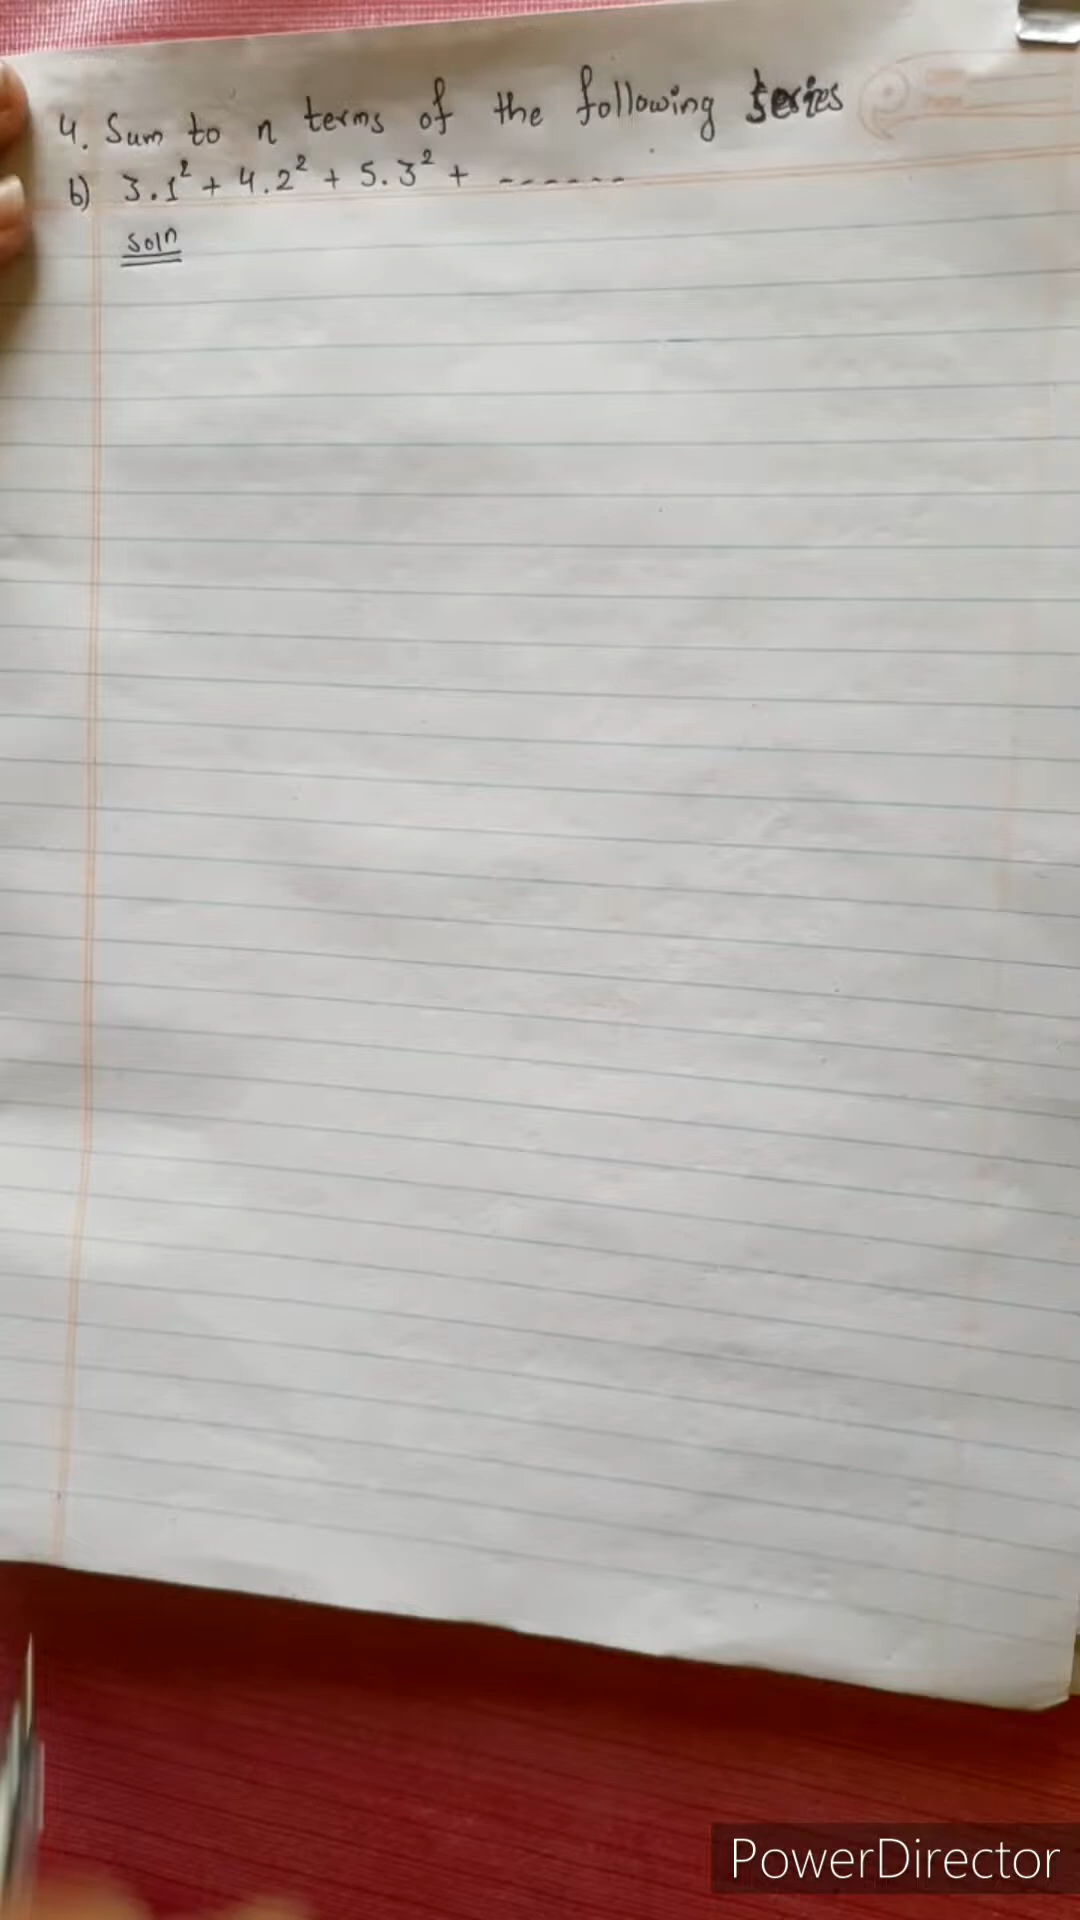 4. Sum to n terms of the following series
b) 3.1² + 4.2² + 5.3² + ------
Soln
PowerDirector